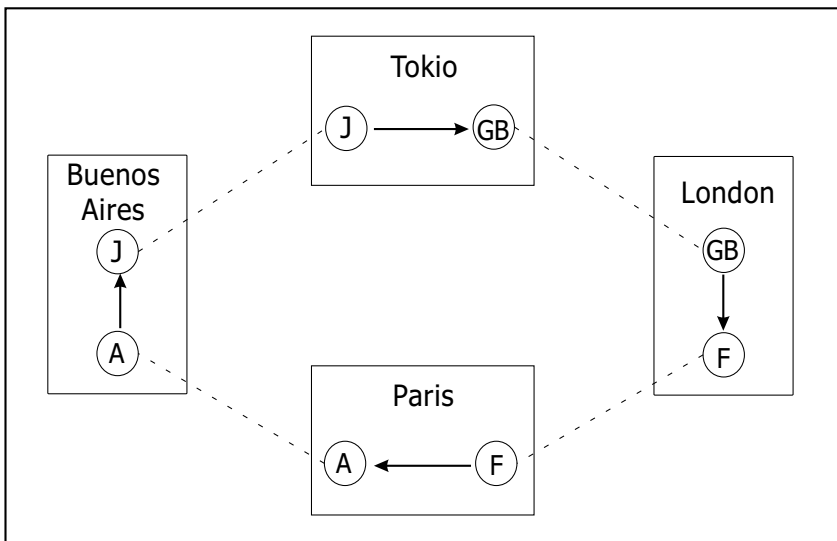 Tokio
J
GB
Buenos
Aires
J
A
London
GB
F
Paris
A
F